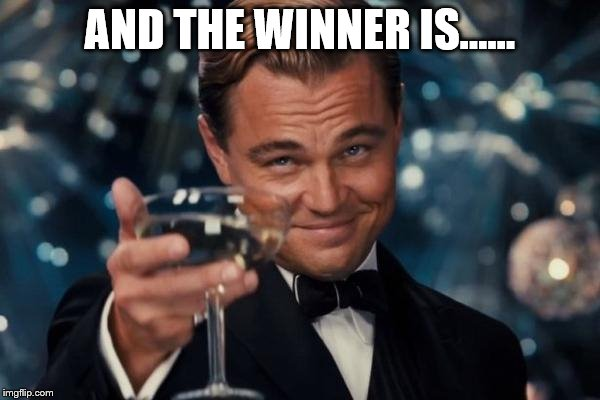 AND THE WINNER IS......
imgflip.com